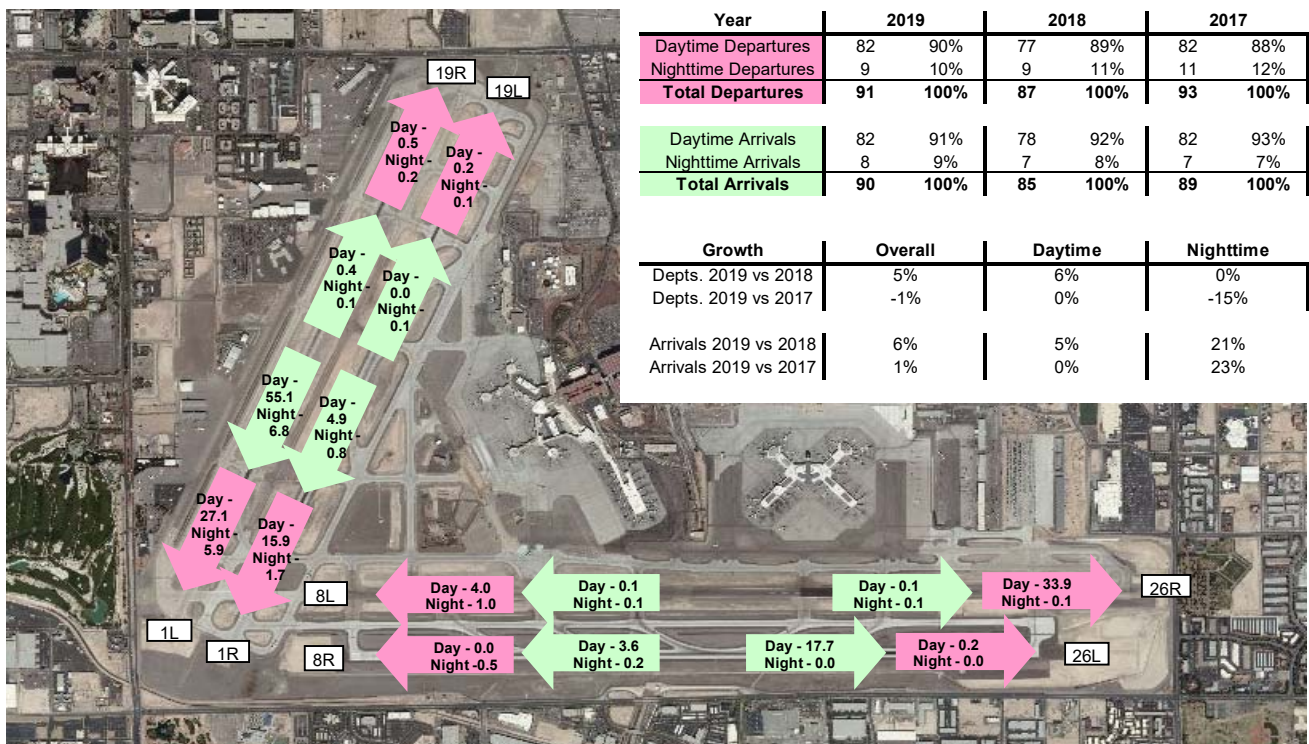 Year 2019 2018 2017
Daytime Departures 82 90% 77 89% 82 88%
Nighttime Departures 9 10% 9 11% 11 12%
Total Departures 91 100% 87 100% 93 100%
Daytime Arrivals 82 91% 78 92% 82 93%
Nighttime Arrivals 8 9% 7 8% 7 7%
Total Arrivals 90 100% 85 100% 89 100%
Growth Overall Daytime Nighttime
Depts. 2019 vs 2018 5% 6% 0%
Depts. 2019 vs 2017 -1% 0% -15%
Arrivals 2019 vs 2018 6% 5% 21%
Arrivals 2019 vs 2017 1% 0% 23%
19R
19L
Day -
0.5
Night -
0.2
Day -
0.2
Night -
0.1
Day -
0.4
Night -
0.1
Day -
0.0
Night -
0.1
Day -
55.1
Night -
6.8
Day -
4.9
Night -
0.8
Day -
27.1
Night -
5.9
Day -
15.9
Night -
1.7
8L
Day - 4.0
Night - 1.0
Day - 0.1
Night - 0.1
Day - 0.1
Night - 0.1
Day - 33.9
Night - 0.1
26R
1L
1R
8R
Day - 0.0
Night -0.5
Day - 3.6
Night - 0.2
Day - 17.7
Night - 0.0
Day - 0.2
Night - 0.0
26L